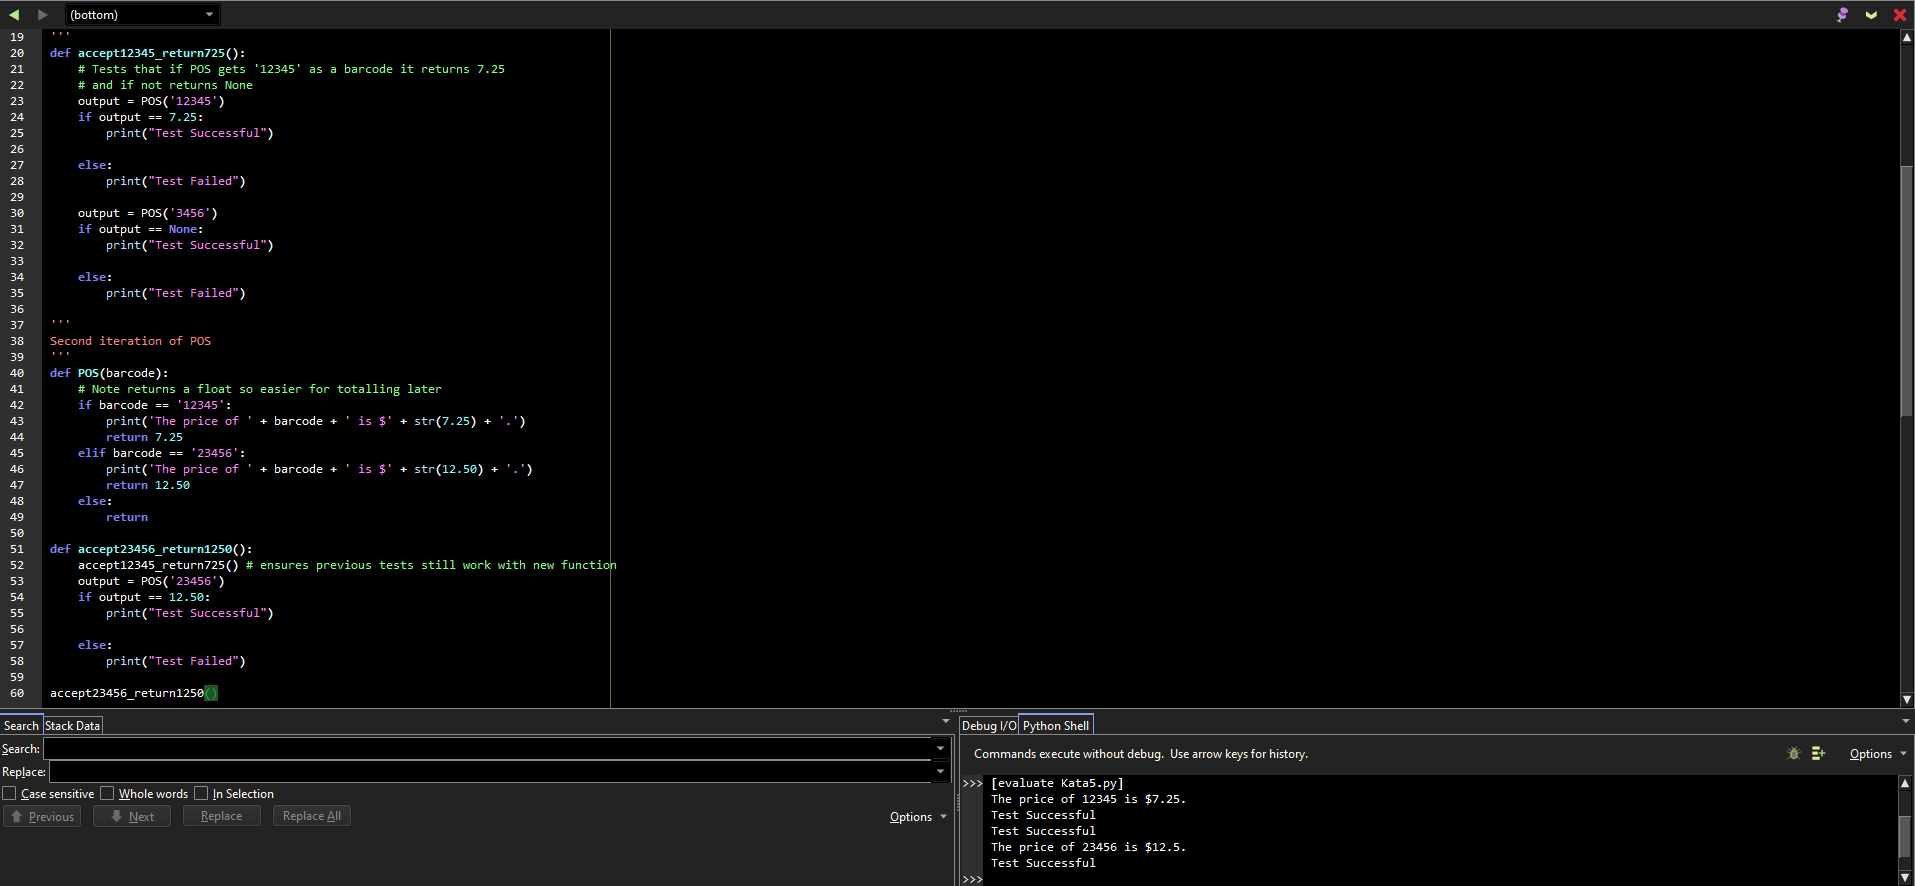 (bottom)
19 '''
20 def accept12345_return725():
21     # Tests that if POS gets '12345' as a barcode it returns 7.25
22     # and if not returns None
23     output = POS('12345')
24     if output == 7.25:
25         print("Test Successful")
26
27     else:
28         print("Test Failed")
29
30     output = POS('3456')
31     if output == None:
32         print("Test Successful")
33
34     else:
35         print("Test Failed")
36
37 '''
38 Second iteration of POS
39 '''
40 def POS(barcode):
41     # Note returns a float so easier for totalling later
42     if barcode == '12345':
43         print('The price of ' + barcode + ' is $' + str(7.25) + '.')
44         return 7.25
45     elif barcode == '23456':
46         print('The price of ' + barcode + ' is $' + str(12.50) + '.')
47         return 12.50
48     else:
49         return
50
51 def accept23456_return1250():
52     accept12345_return725() # ensures previous tests still work with new function
53     output = POS('23456')
54     if output == 12.50:
55         print("Test Successful")
56
57     else:
58         print("Test Failed")
59
60 accept23456_return1250()
Search Stack Data
Search:
Replace:
Case sensitive Whole words In Selection
Previous Next Replace Replace All Options
Debug I/O Python Shell
Commands execute without debug. Use arrow keys for history. Options
>>> [evaluate Kata5.py]
The price of 12345 is $7.25.
Test Successful
Test Successful
The price of 23456 is $12.5.
Test Successful
>>>